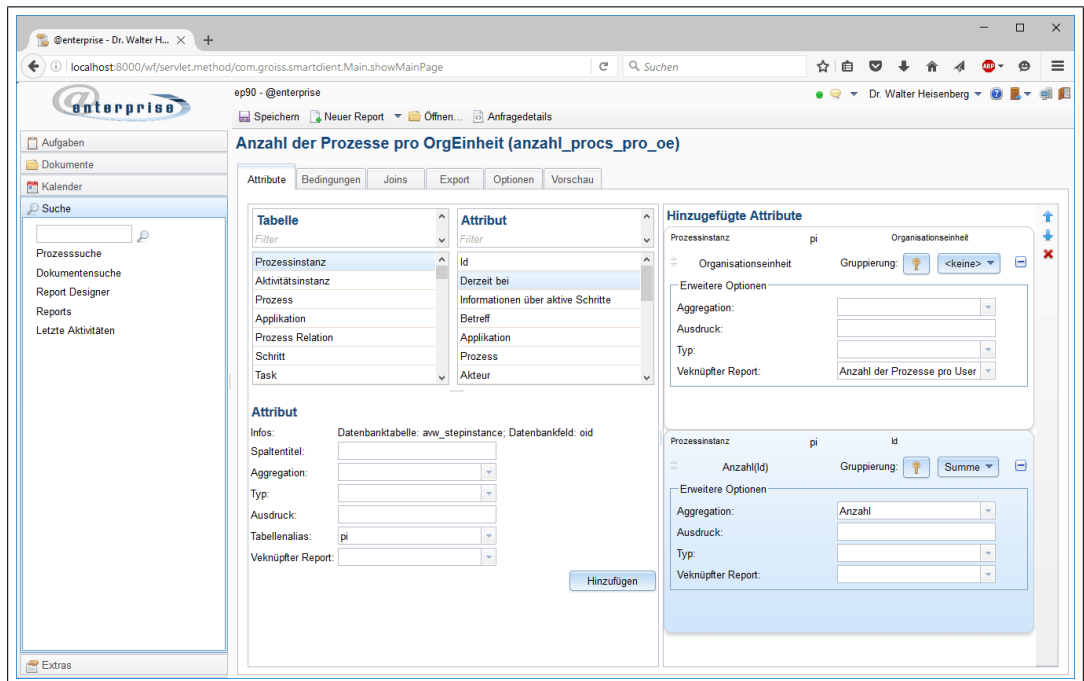 @enterprise - Dr. Walter H...
localhost:8000/wf/servlet.method/com.groiss.smartclient.Main.showMainPage
Suchen
ABP
@enterprise
ep90 - @enterprise
Dr. Walter Heisenberg
Speichern Neuer Report Öffnen... Anfragedetails
Aufgaben
Dokumente
Kalender
Suche
Prozesssuche
Dokumentensuche
Report Designer
Reports
Letzte Aktivitäten
Extras
Anzahl der Prozesse pro OrgEinheit (anzahl_procs_pro_oe)
Attribute Bedingungen Joins Export Optionen Vorschau
Tabelle
Filter
Prozessinstanz
Aktivitätsinstanz
Prozess
Applikation
Prozess Relation
Schritt
Task
Attribut
Filter
Id
Derzeit bei
Informationen über aktive Schritte
Betreff
Applikation
Prozess
Akteur
Attribut
Infos: Datenbanktabelle: avw_stepinstance; Datenbankfeld: oid
Spaltentitel:
Aggregation:
Typ:
Ausdruck:
Tabellenalias: pi
Veknüpfter Report:
Hinzufügen
Hinzugefügte Attribute
Prozessinstanz pi Organisationseinheit
Organisationseinheit Gruppierung: <keine>
Erweitere Optionen
Aggregation:
Ausdruck:
Typ:
Veknüpfter Report: Anzahl der Prozesse pro User
Prozessinstanz pi Id
Anzahl(Id) Gruppierung: Summe
Erweitere Optionen
Aggregation: Anzahl
Ausdruck:
Typ:
Veknüpfter Report: